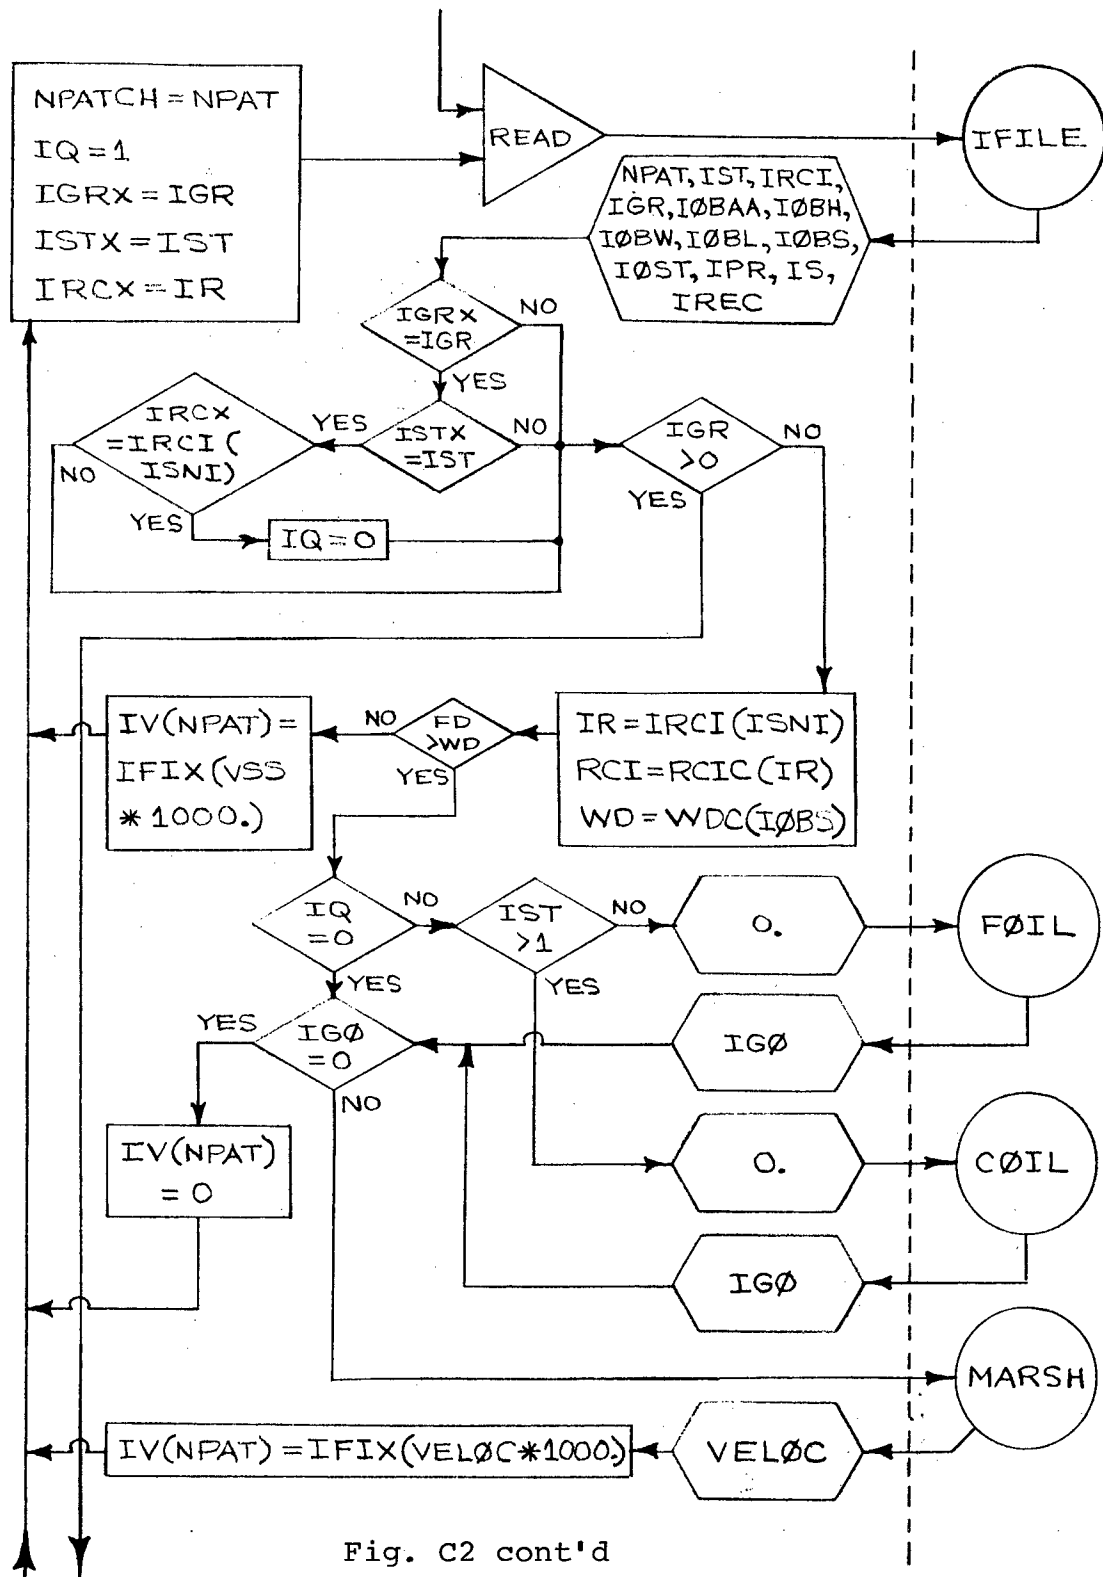 NPATCH = NPAT
IQ = 1
IGRX = IGR
ISTX = IST
IRCX = IR
READ
IFILE
NPAT, IST, IRCI,
IGR, IØBAA, IØBH,
IØBW, IØBL, IØBS,
IØST, IPR, IS,
IREC
IGRX
=IGR
NO
YES
ISTX
=IST
YES
NO
IRCX
=IRCI(
ISNI)
NO
YES
IQ = 0
IGR
>0
NO
YES
IR = IRCI(ISNI)
RCI = RCIC(IR)
WD = WDC(IØBS)
FD
>WD
NO
YES
IV(NPAT) =
IFIX(VSS
* 1000.)
IQ
=0
NO
YES
IST
>1
NO
YES
0.
FØIL
IGØ
=0
YES
NO
IGØ
IV(NPAT)
= 0
0.
CØIL
IGØ
MARSH
VELØC
IV(NPAT) = IFIX(VELØC*1000.)
Fig. C2 cont'd